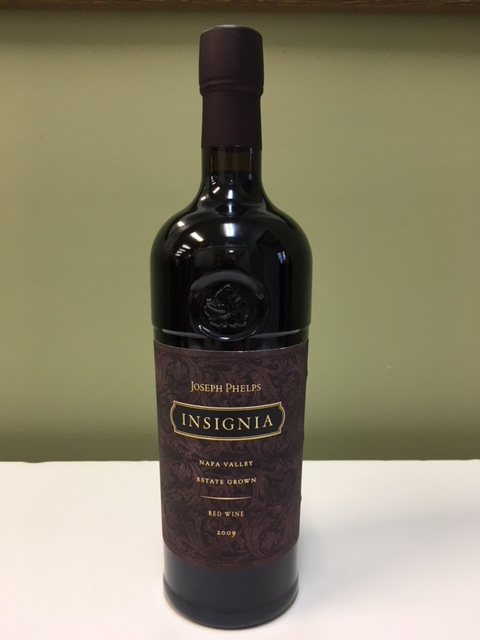 JOSEPH PHELPS
INSIGNIA
NAPA VALLEY
ESTATE GROWN
RED WINE
2009